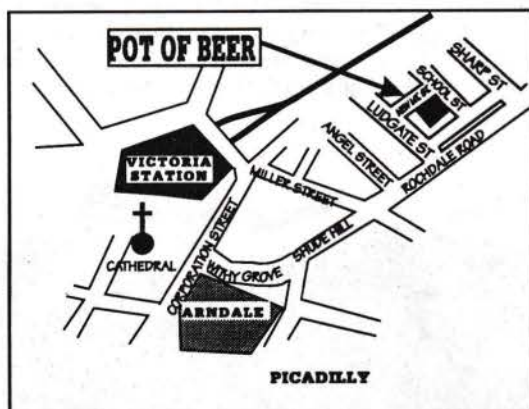 POT OF BEER
SHARP ST
SCHOOL ST
LUDGATE ST
ANGEL STREET
ROCHDALE ROAD
VICTORIA
STATION
MILLER STREET
CORPORATION STREET
SHUDE HILL
WITHY GROVE
CATHEDRAL
ARNDALE
PICADILLY